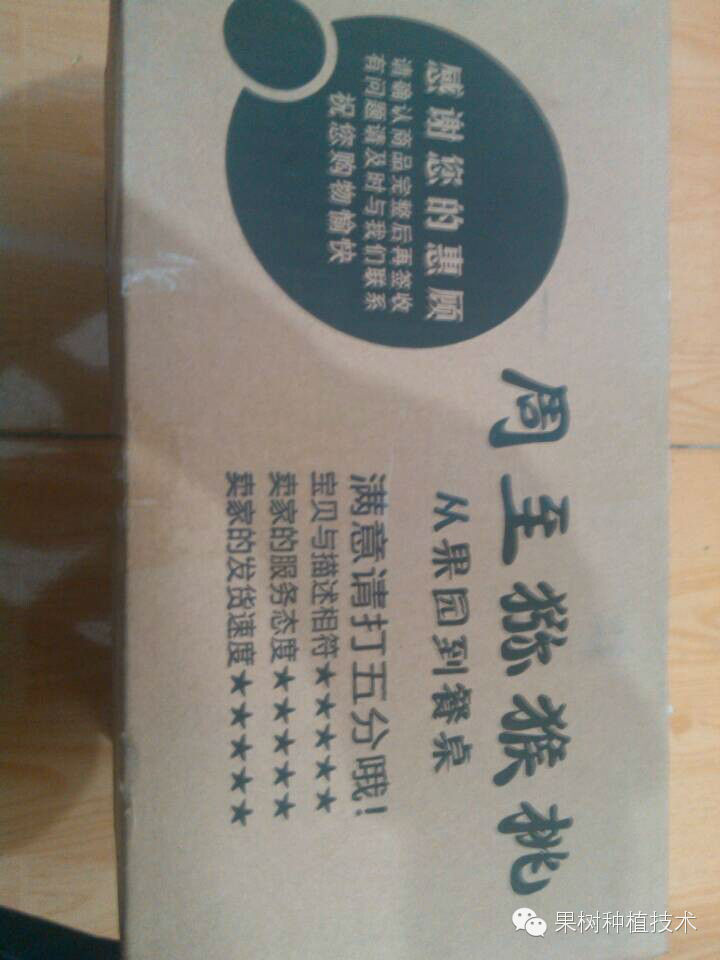 感谢您的惠顾
请确认商品完整后再签收
有问题请及时与我们联系
祝您购物愉快
周至猕猴桃
从果园到餐桌
满意请打五分哦!
宝贝与描述相符★★★★★
卖家的服务态度★★★★★
卖家的发货速度★★★★★
果树种植技术